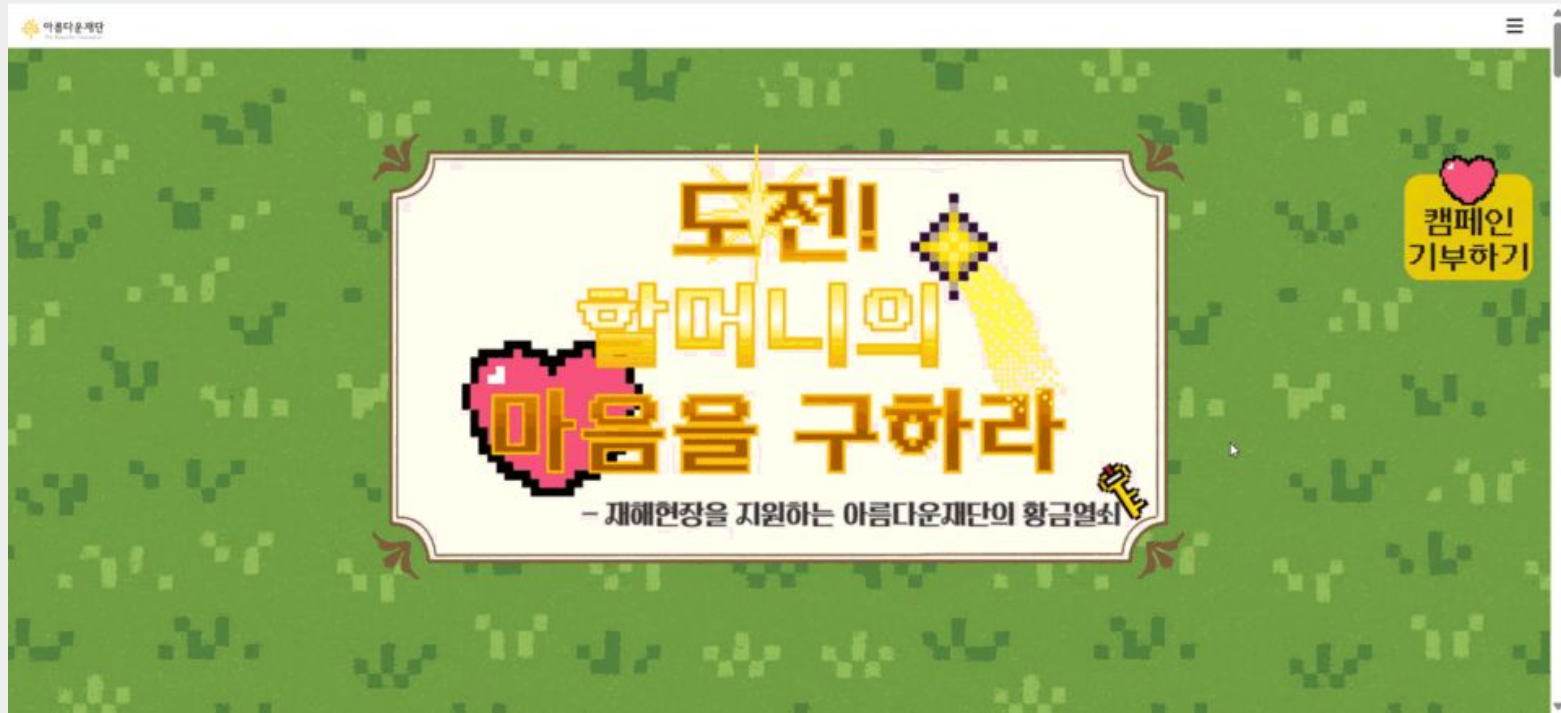 아름다운재단
도전!
할머니의
마음을 구하라
- 재해현장을 지원하는 아름다운재단의 황금열쇠
캠페인
기부하기